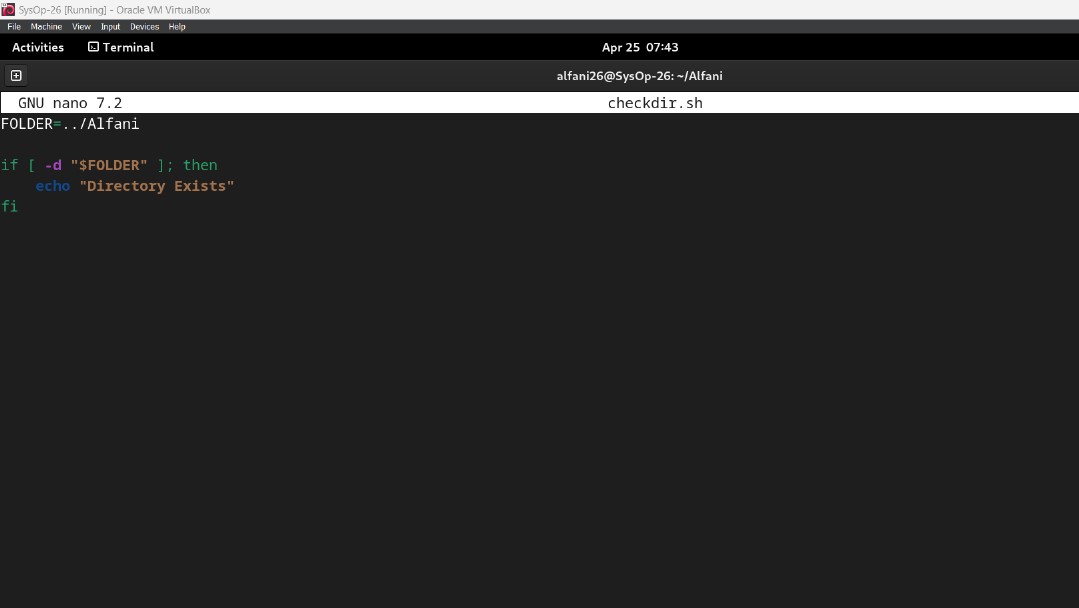 SysOp-26 [Running] - Oracle VM VirtualBox
File Machine View Input Devices Help
Activities Terminal Apr 25 07:43
alfani26@SysOp-26: ~/Alfani
GNU nano 7.2 checkdir.sh
FOLDER=../Alfani
if [ -d "$FOLDER" ]; then
    echo "Directory Exists"
fi